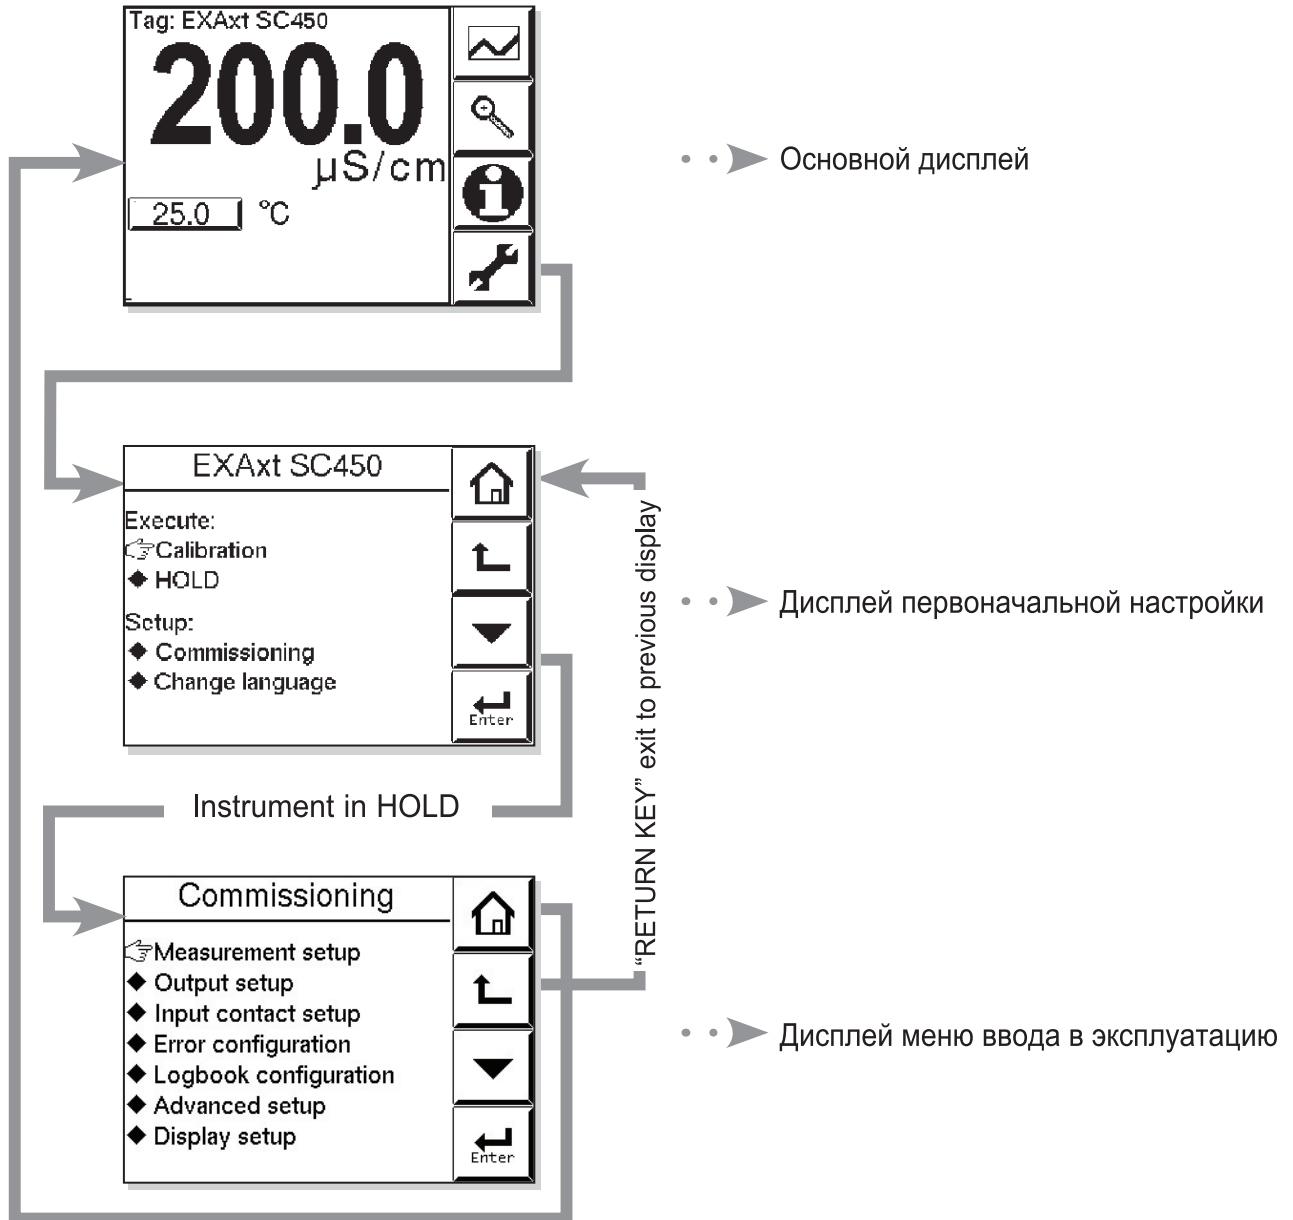 Tag: EXAxt SC450
200.0
µS/cm
25.0 °C
Основной дисплей
EXAxt SC450
Execute:
Calibration
HOLD
Setup:
Commissioning
Change language
Enter
"RETURN KEY" exit to previous display
Дисплей первоначальной настройки
Instrument in HOLD
Commissioning
Measurement setup
Output setup
Input contact setup
Error configuration
Logbook configuration
Advanced setup
Display setup
Enter
Дисплей меню ввода в эксплуатацию